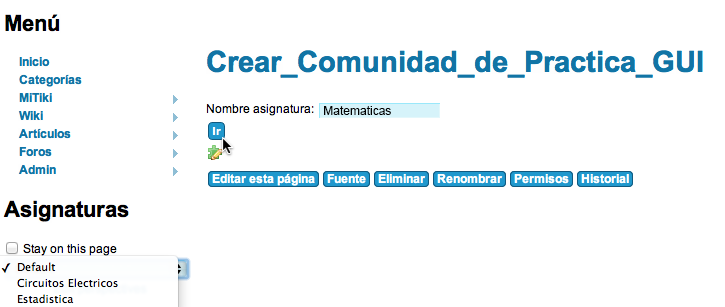 Menú
Inicio
Categorías
MiTiki
Wiki
Artículos
Foros
Admin
Asignaturas
Stay on this page
Default
Circuitos Electricos
Estadistica
Crear_Comunidad_de_Practica_GUI
Nombre asignatura: Matematicas
Ir
Editar esta página Fuente Eliminar Renombrar Permisos Historial